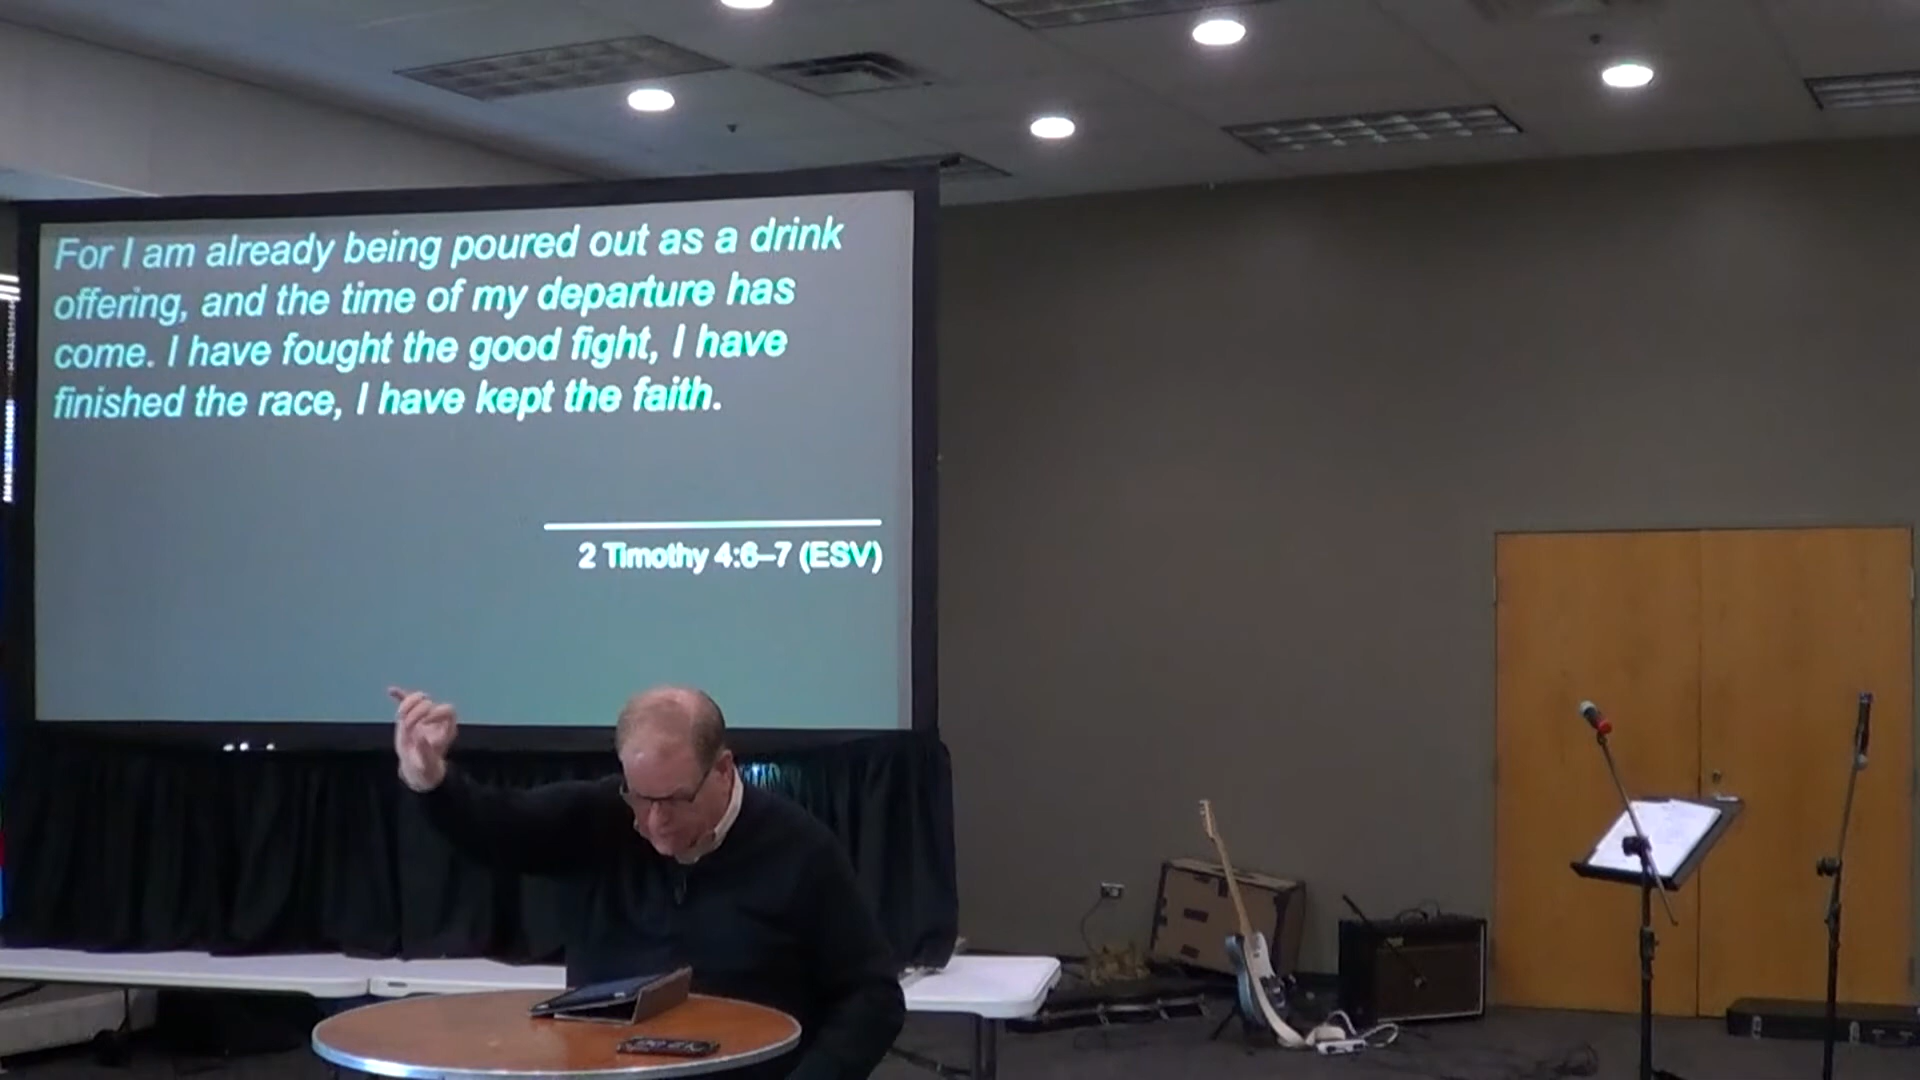 For I am already being poured out as a drink
offering, and the time of my departure has
come. I have fought the good fight, I have
finished the race, I have kept the faith.
2 Timothy 4:6–7 (ESV)